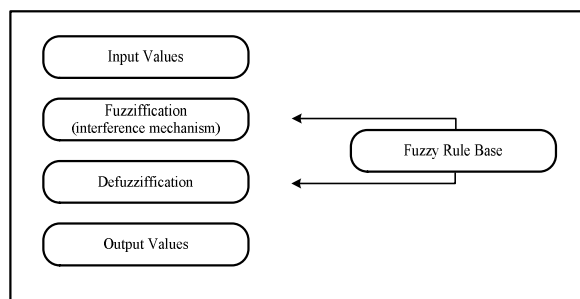 Input Values
Fuzziffication
(interference mechanism)
Fuzzy Rule Base
Defuzziffication
Output Values